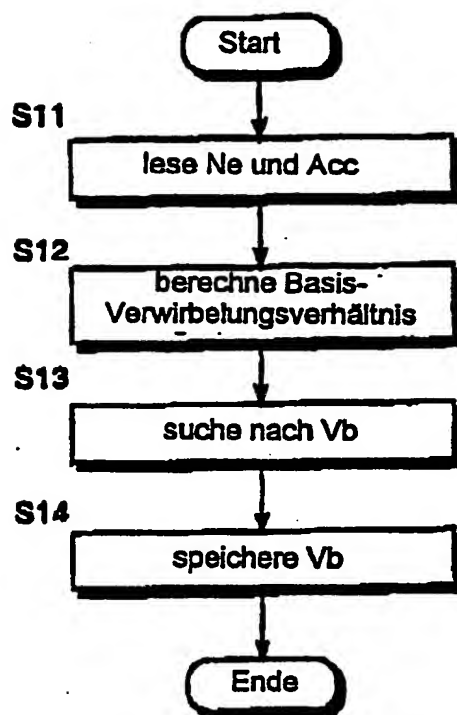 Start
S11
lese Ne und Acc
S12
berechne Basis-
Verwirbelungsverhältnis
S13
suche nach Vb
S14
speichere Vb
Ende